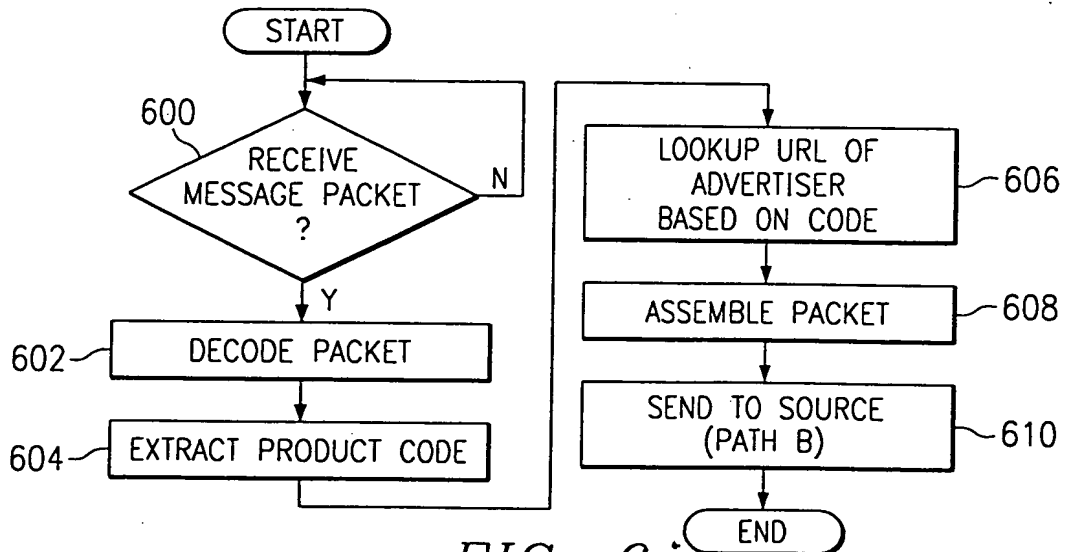 START
600
RECEIVE
MESSAGE PACKET
?
N
Y
602
DECODE PACKET
604
EXTRACT PRODUCT CODE
LOOKUP URL OF
ADVERTISER
BASED ON CODE
606
ASSEMBLE PACKET
608
SEND TO SOURCE
(PATH B)
610
END